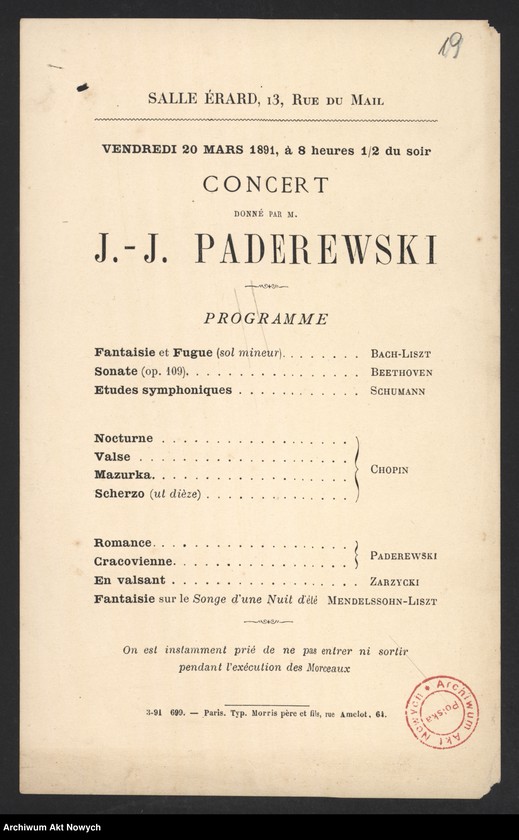 19
SALLE ÉRARD, 13, RUE DU MAIL
VENDREDI 20 MARS 1891, à 8 heures 1/2 du soir
CONCERT
DONNÉ PAR M.
J.-J. PADEREWSKI
PROGRAMME
Fantaisie et Fugue (sol mineur). . . . . . . . BACH-LISZT
Sonate (op. 109). . . . . . . . . . . . . . . . BEETHOVEN
Etudes symphoniques . . . . . . . . . . . . SCHUMANN
Nocturne . . . . . . . . . . . . . . . . . .
Valse . . . . . . . . . . . . . . . . . . . .
Mazurka. . . . . . . . . . . . . . . . . . . CHOPIN
Scherzo (ut dièze) . . . . . . . . . . . . . .
Romance. . . . . . . . . . . . . . . . . . .
Cracovienne. . . . . . . . . . . . . . . . . PADEREWSKI
En valsant . . . . . . . . . . . . . . . . . ZARZYCKI
Fantaisie sur le Songe d'une Nuit d'été MENDELSSOHN-LISZT
On est instamment prié de ne pas entrer ni sortir
pendant l'exécution des Morceaux
3-91 699. — Paris. Typ. Morris père et fils, rue Amelot. 64.
Archiwum Akt Nowych
Polska
Archiwum Akt Nowych